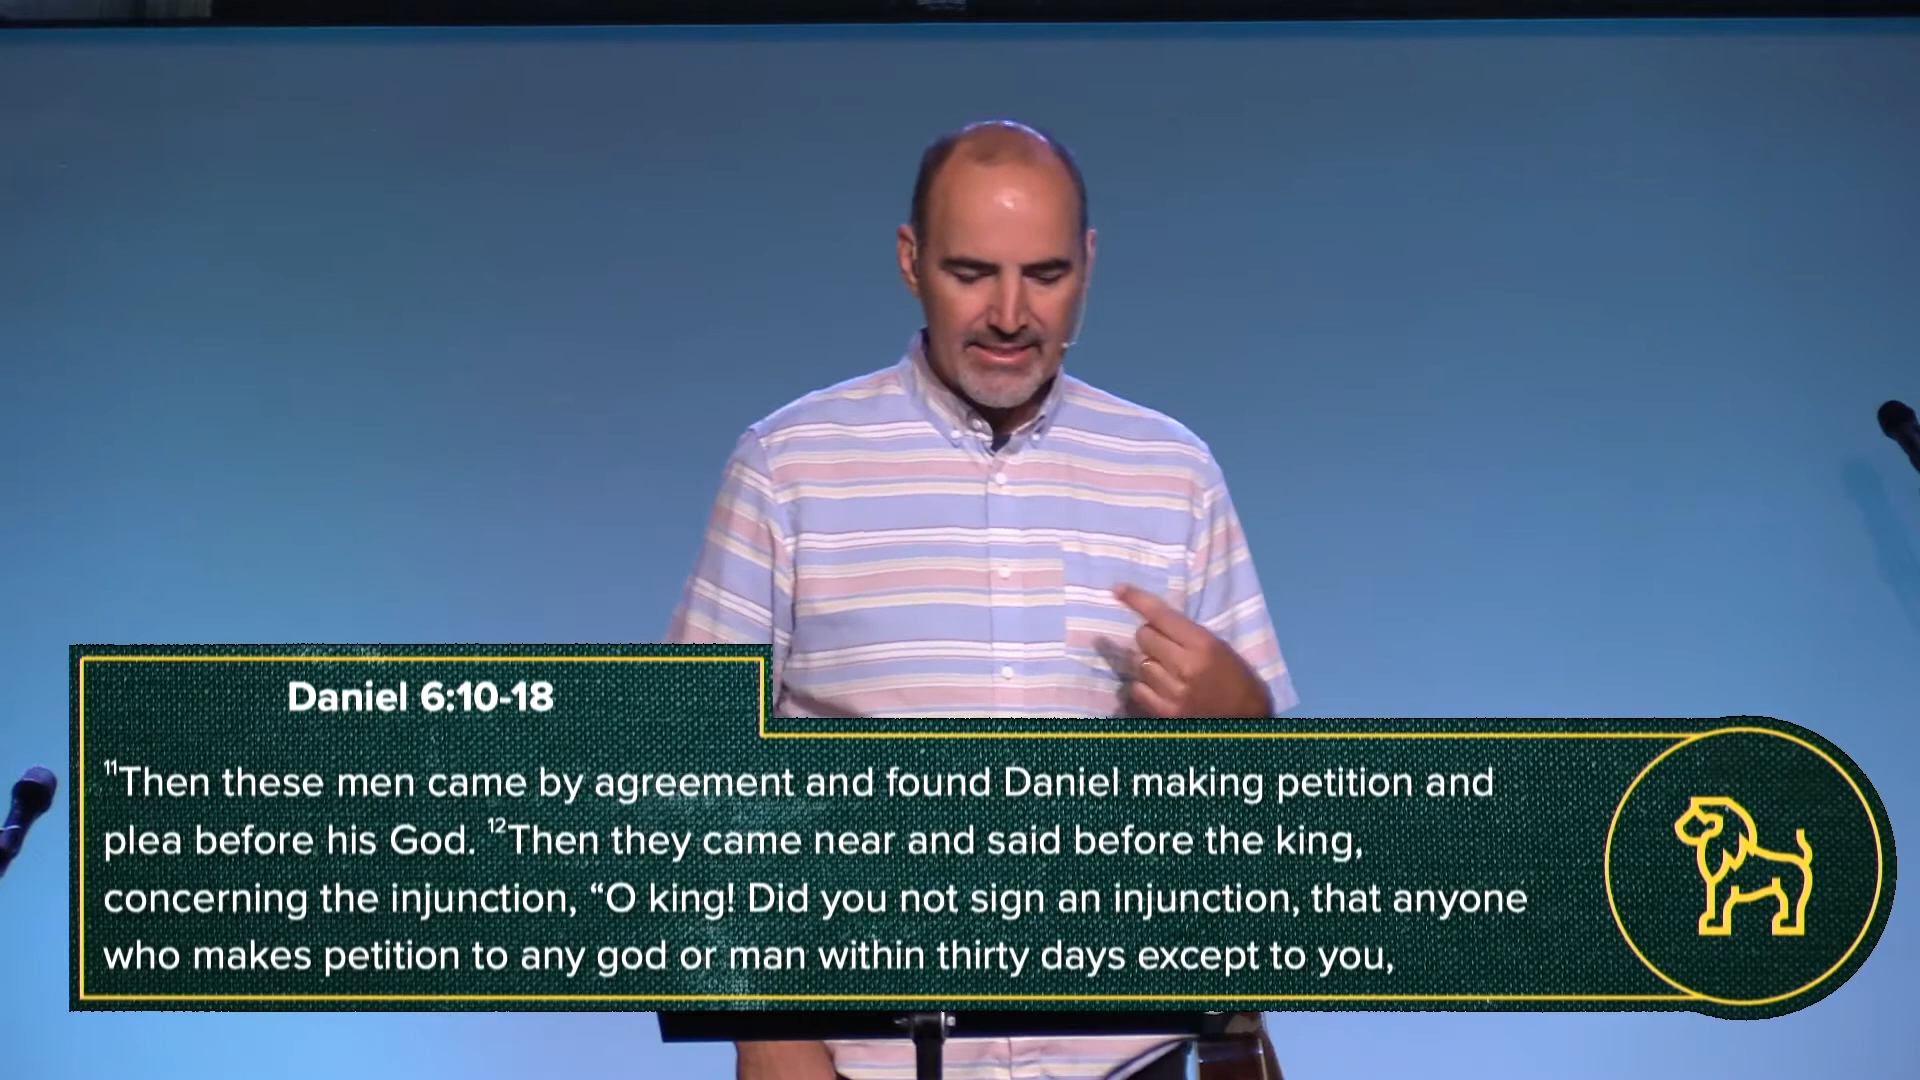 Daniel 6:10-18
¹¹Then these men came by agreement and found Daniel making petition and
plea before his God. ¹²Then they came near and said before the king,
concerning the injunction, “O king! Did you not sign an injunction, that anyone
who makes petition to any god or man within thirty days except to you,